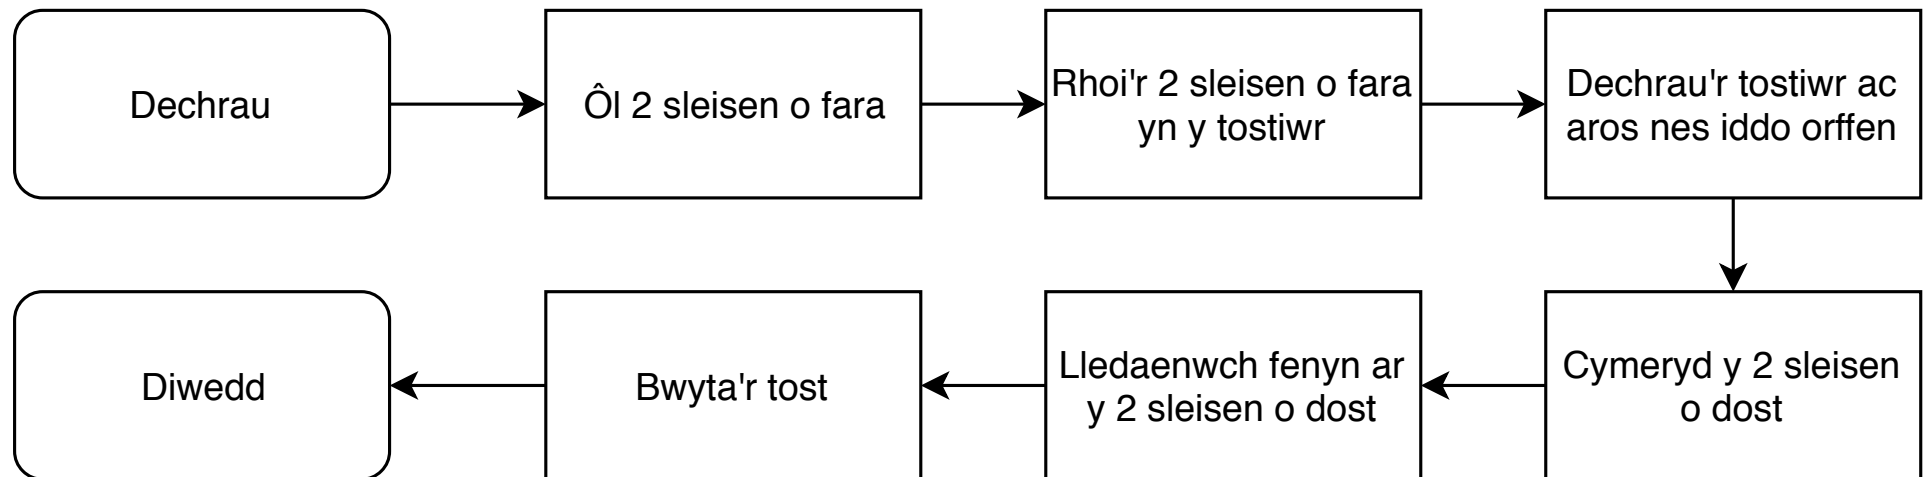 Dechrau
Ôl 2 sleisen o fara
Rhoi'r 2 sleisen o fara
yn y tostiwr
Dechrau'r tostiwr ac
aros nes iddo orffen
Cymeryd y 2 sleisen
o dost
Lledaenwch fenyn ar
y 2 sleisen o dost
Bwyta'r tost
Diwedd